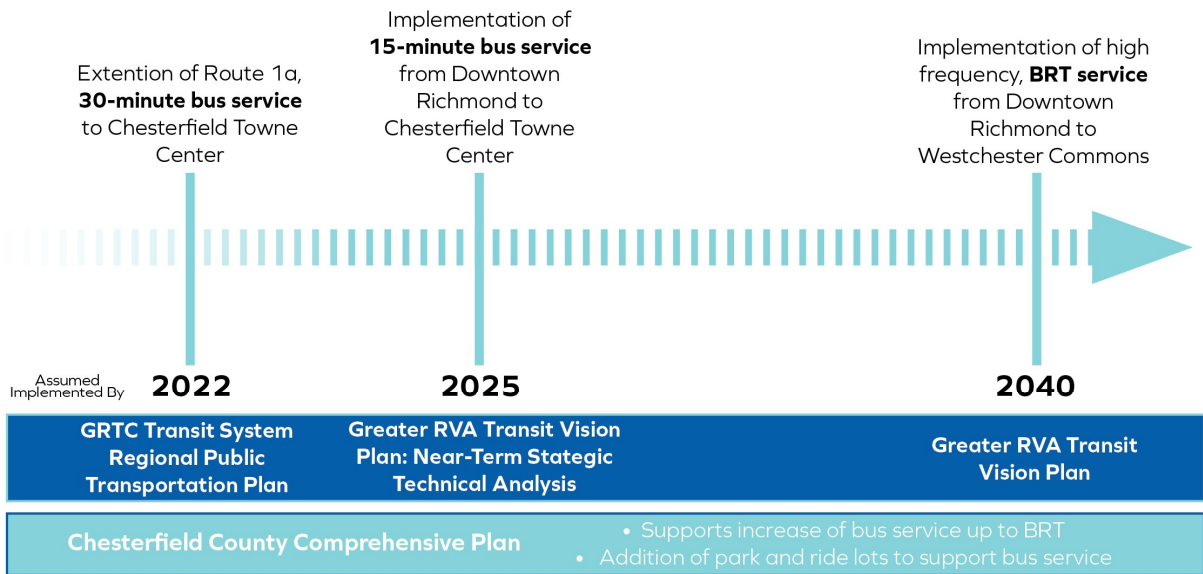 Extention of Route 1a,
30-minute bus service
to Chesterfield Towne
Center
Implementation of
15-minute bus service
from Downtown
Richmond to
Chesterfield Towne
Center
Implementation of high
frequency, BRT service
from Downtown
Richmond to
Westchester Commons
Assumed
Implemented By
2022
2025
2040
GRTC Transit System
Regional Public
Transportation Plan
Greater RVA Transit Vision
Plan: Near-Term Stategic
Technical Analysis
Greater RVA Transit
Vision Plan
Chesterfield County Comprehensive Plan
• Supports increase of bus service up to BRT
• Addition of park and ride lots to support bus service